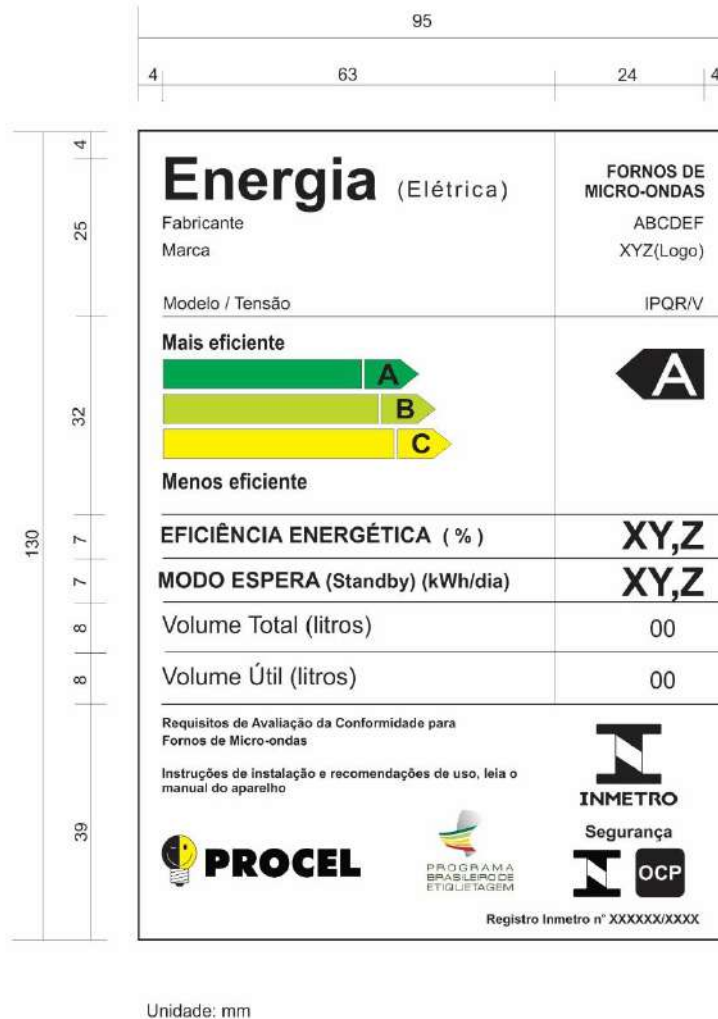 95
4 63 24 4
4
25
32
7
7
8
8
39
130
Energia (Elétrica)
FORNOS DE
MICRO-ONDAS
Fabricante ABCDEF
Marca XYZ(Logo)
Modelo / Tensão IPQR/V
Mais eficiente
A A
B
C
Menos eficiente
EFICIÊNCIA ENERGÉTICA ( % ) XY,Z
MODO ESPERA (Standby) (kWh/dia) XY,Z
Volume Total (litros) 00
Volume Útil (litros) 00
Requisitos de Avaliação da Conformidade para
Fornos de Micro-ondas
Instruções de instalação e recomendações de uso, leia o
manual do aparelho
INMETRO
PROCEL
PROGRAMA
BRASILEIRO DE
ETIQUETAGEM
Segurança
OCP
Registro Inmetro n° XXXXXX/XXXX
Unidade: mm